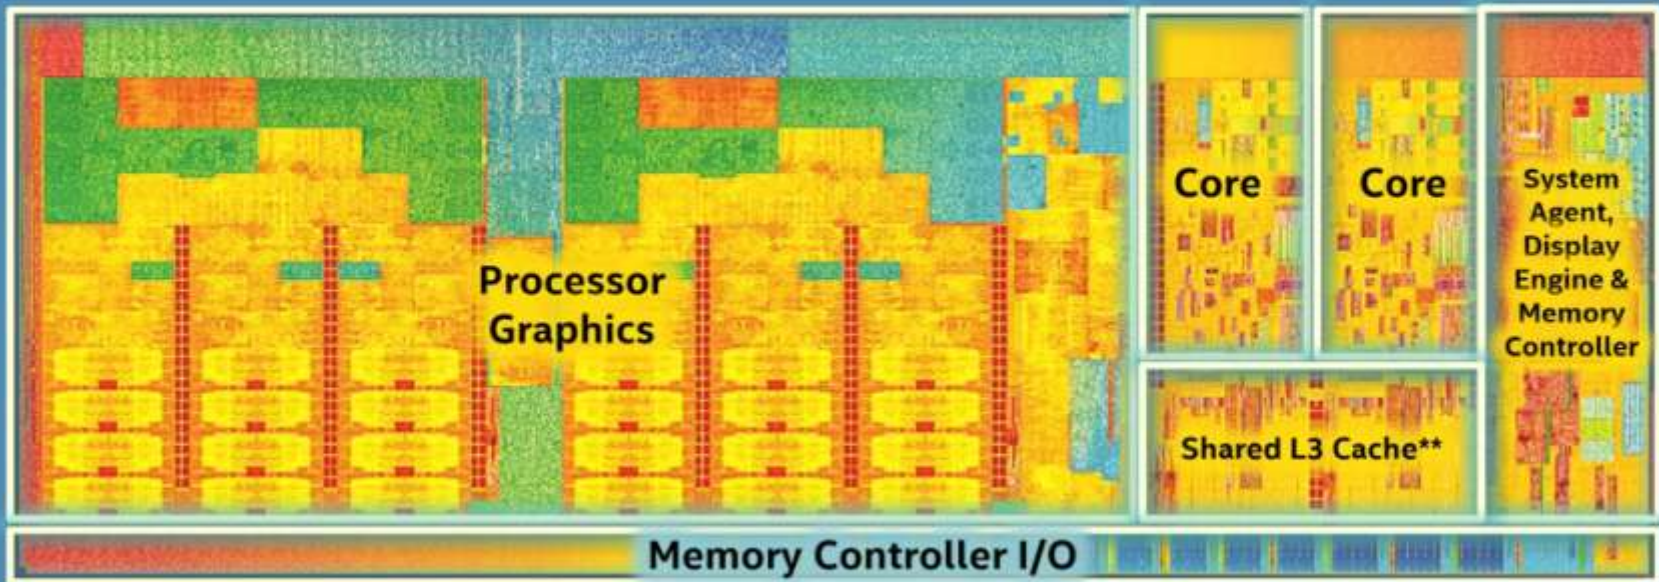 Processor
Graphics
Core
Core
System
Agent,
Display
Engine &
Memory
Controller
Shared L3 Cache**
Memory Controller I/O